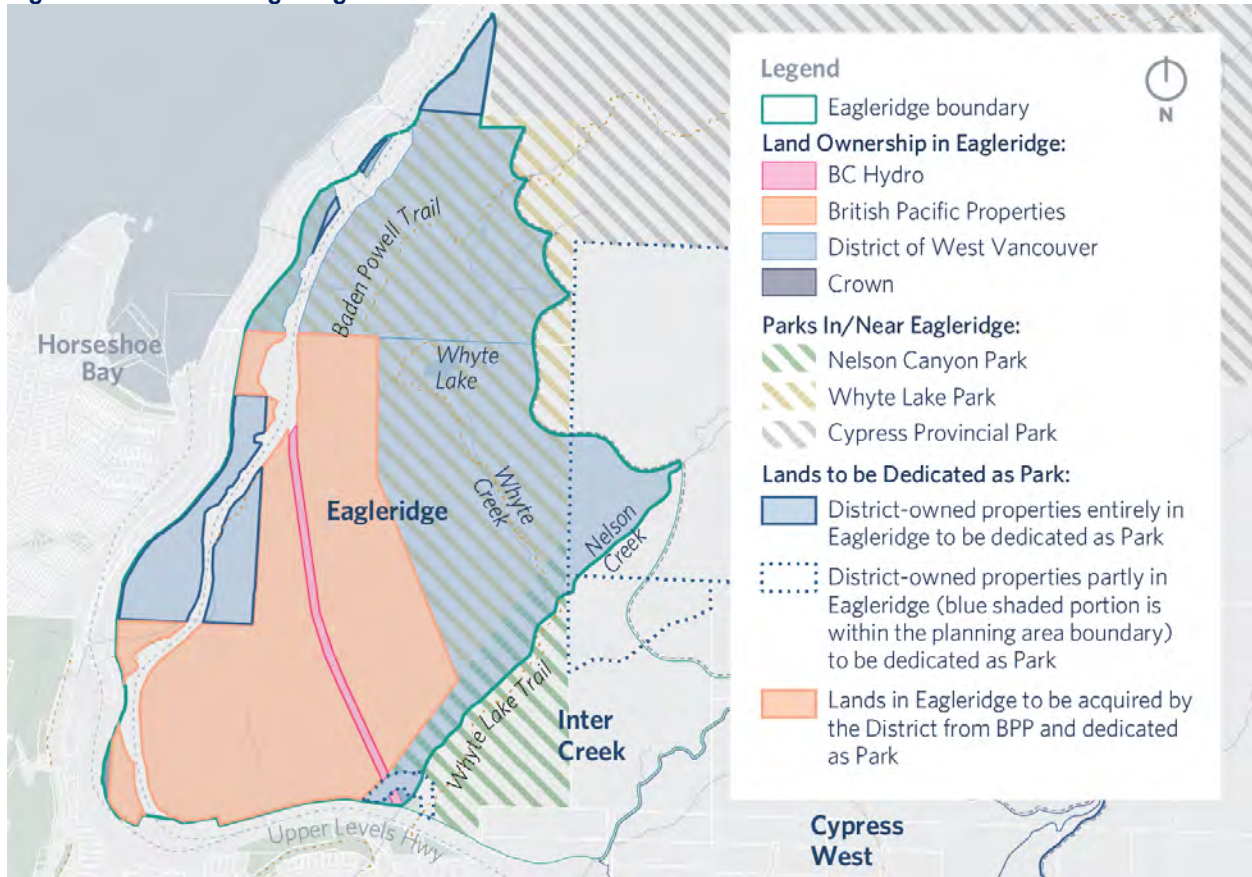 Legend
N
Eagleridge boundary
Land Ownership in Eagleridge:
BC Hydro
British Pacific Properties
District of West Vancouver
Crown
Parks In/Near Eagleridge:
Nelson Canyon Park
Whyte Lake Park
Cypress Provincial Park
Lands to be Dedicated as Park:
District-owned properties entirely in
Eagleridge to be dedicated as Park
District-owned properties partly in
Eagleridge (blue shaded portion is
within the planning area boundary)
to be dedicated as Park
Lands in Eagleridge to be acquired by
the District from BPP and dedicated
as Park
Baden Powell Trail
Horseshoe
Bay
Whyte
Lake
Whyte
Creek
Eagleridge
Nelson
Creek
Whyte Lake Trail
Inter
Creek
Upper Levels Hwy
Cypress
West